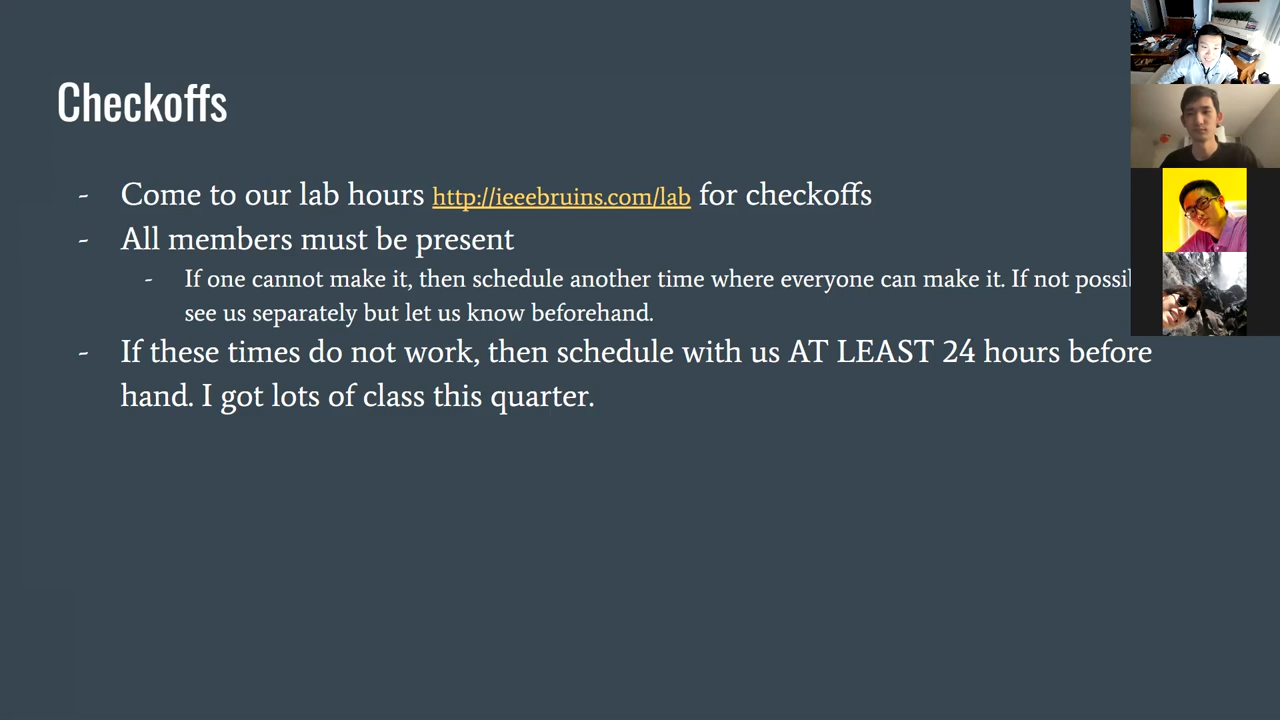 Checkoffs
- Come to our lab hours http://ieeebruins.com/lab for checkoffs
- All members must be present
- If one cannot make it, then schedule another time where everyone can make it. If not
see us separately but let us know beforehand.
- If these times do not work, then schedule with us AT LEAST 24 hours before
hand. I got lots of class this quarter.